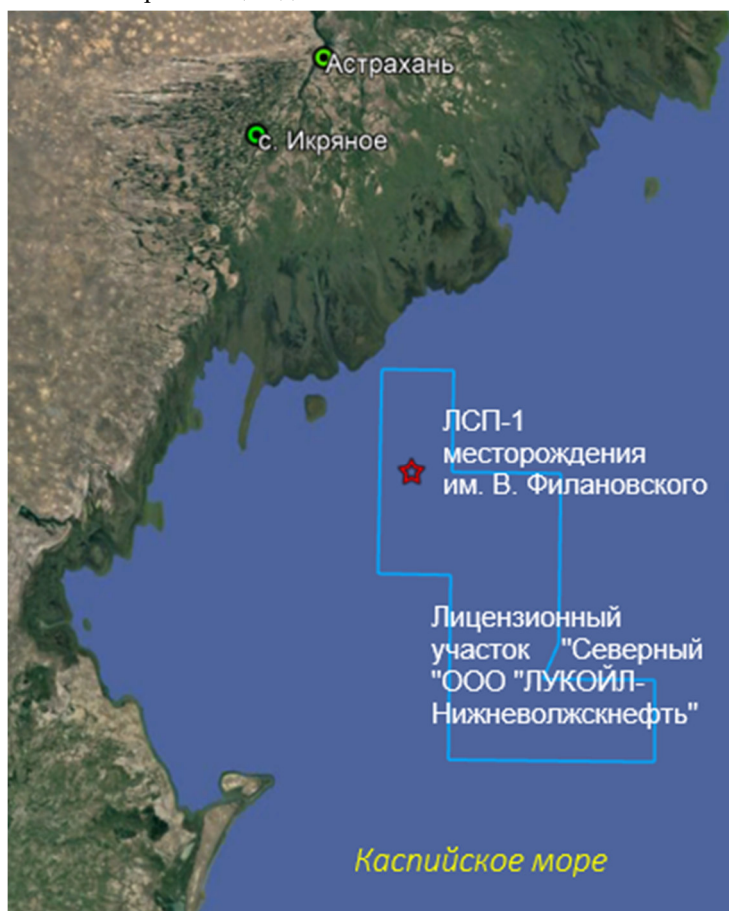 Астрахань
с. Икряное
ЛСП-1
месторождения
им. В. Филановского
Лицензионный
участок "Северный
"ООО "ЛУКОЙЛ-
Нижневолжскнефть"
Каспийское море